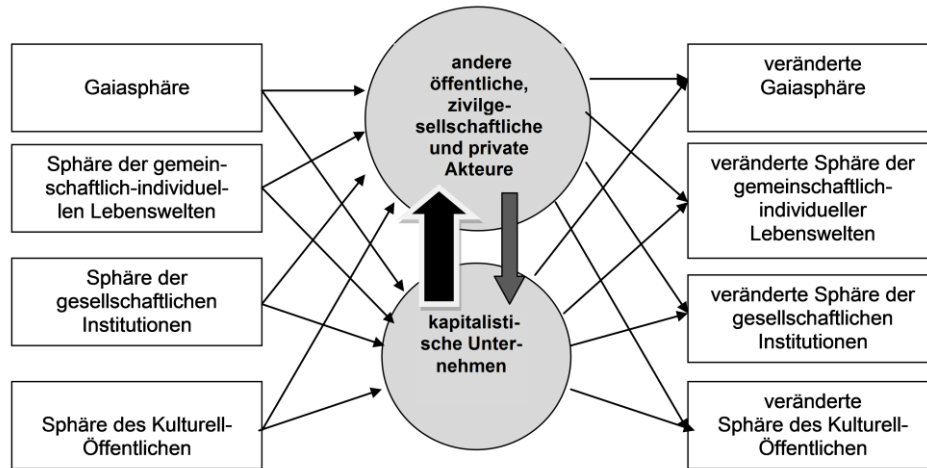 Gaiasphäre
Sphäre der gemein-
schaftlich-individuel-
len Lebenswelten
Sphäre der
gesellschaftlichen
Institutionen
Sphäre des Kulturell-
Öffentlichen
andere
öffentliche,
zivilge-
sellschaftliche
und private
Akteure
kapitalisti-
sche Unter-
nehmen
veränderte
Gaiasphäre
veränderte Sphäre der
gemeinschaftlich-
individueller
Lebenswelten
veränderte Sphäre der
gesellschaftlichen
Institutionen
veränderte
Sphäre des Kulturell-
Öffentlichen